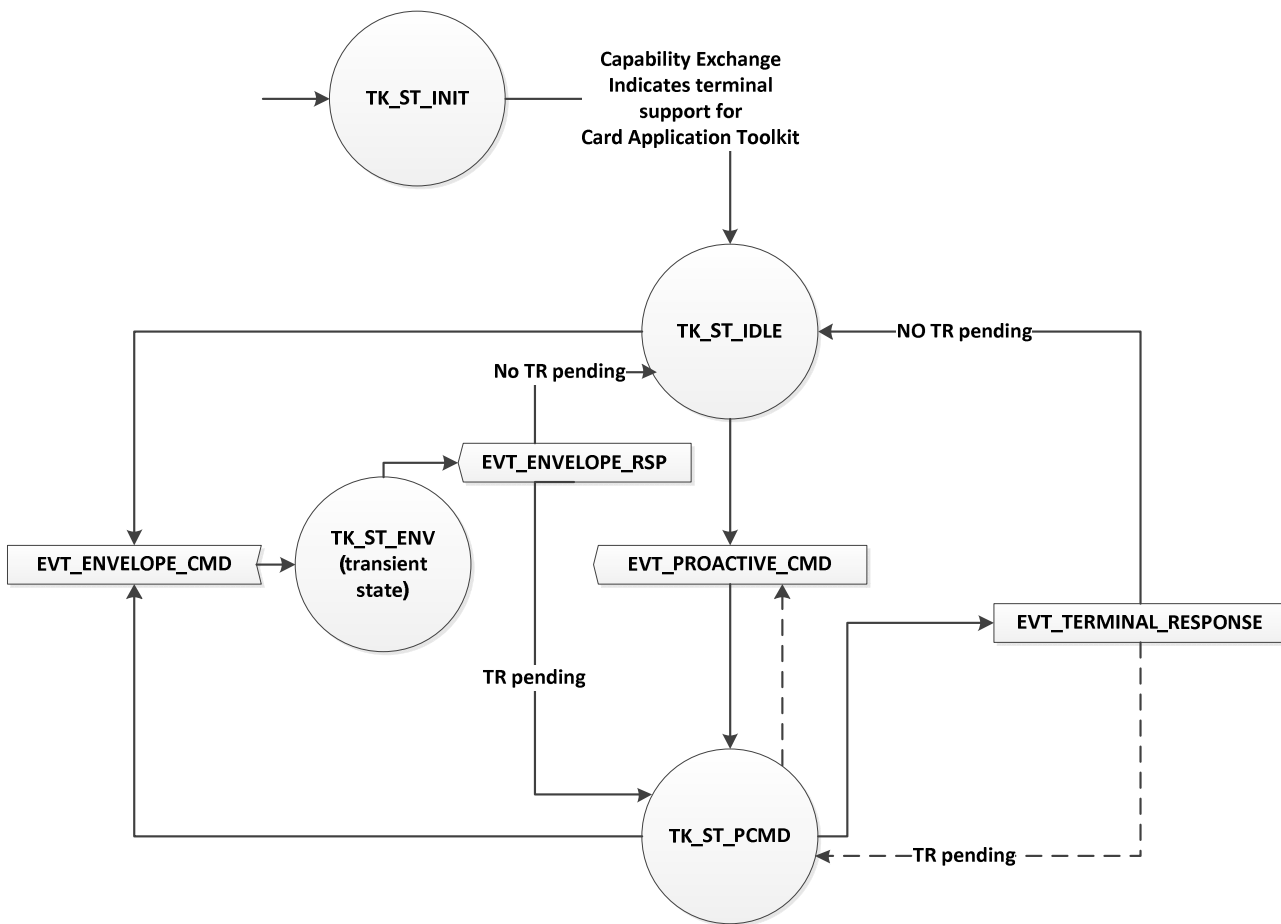 TK_ST_INIT
Capability Exchange
Indicates terminal
support for
Card Application Toolkit
TK_ST_IDLE
NO TR pending
No TR pending
EVT_ENVELOPE_RSP
TK_ST_ENV
(transient
state)
EVT_ENVELOPE_CMD
EVT_PROACTIVE_CMD
EVT_TERMINAL_RESPONSE
TR pending
TK_ST_PCMD
TR pending